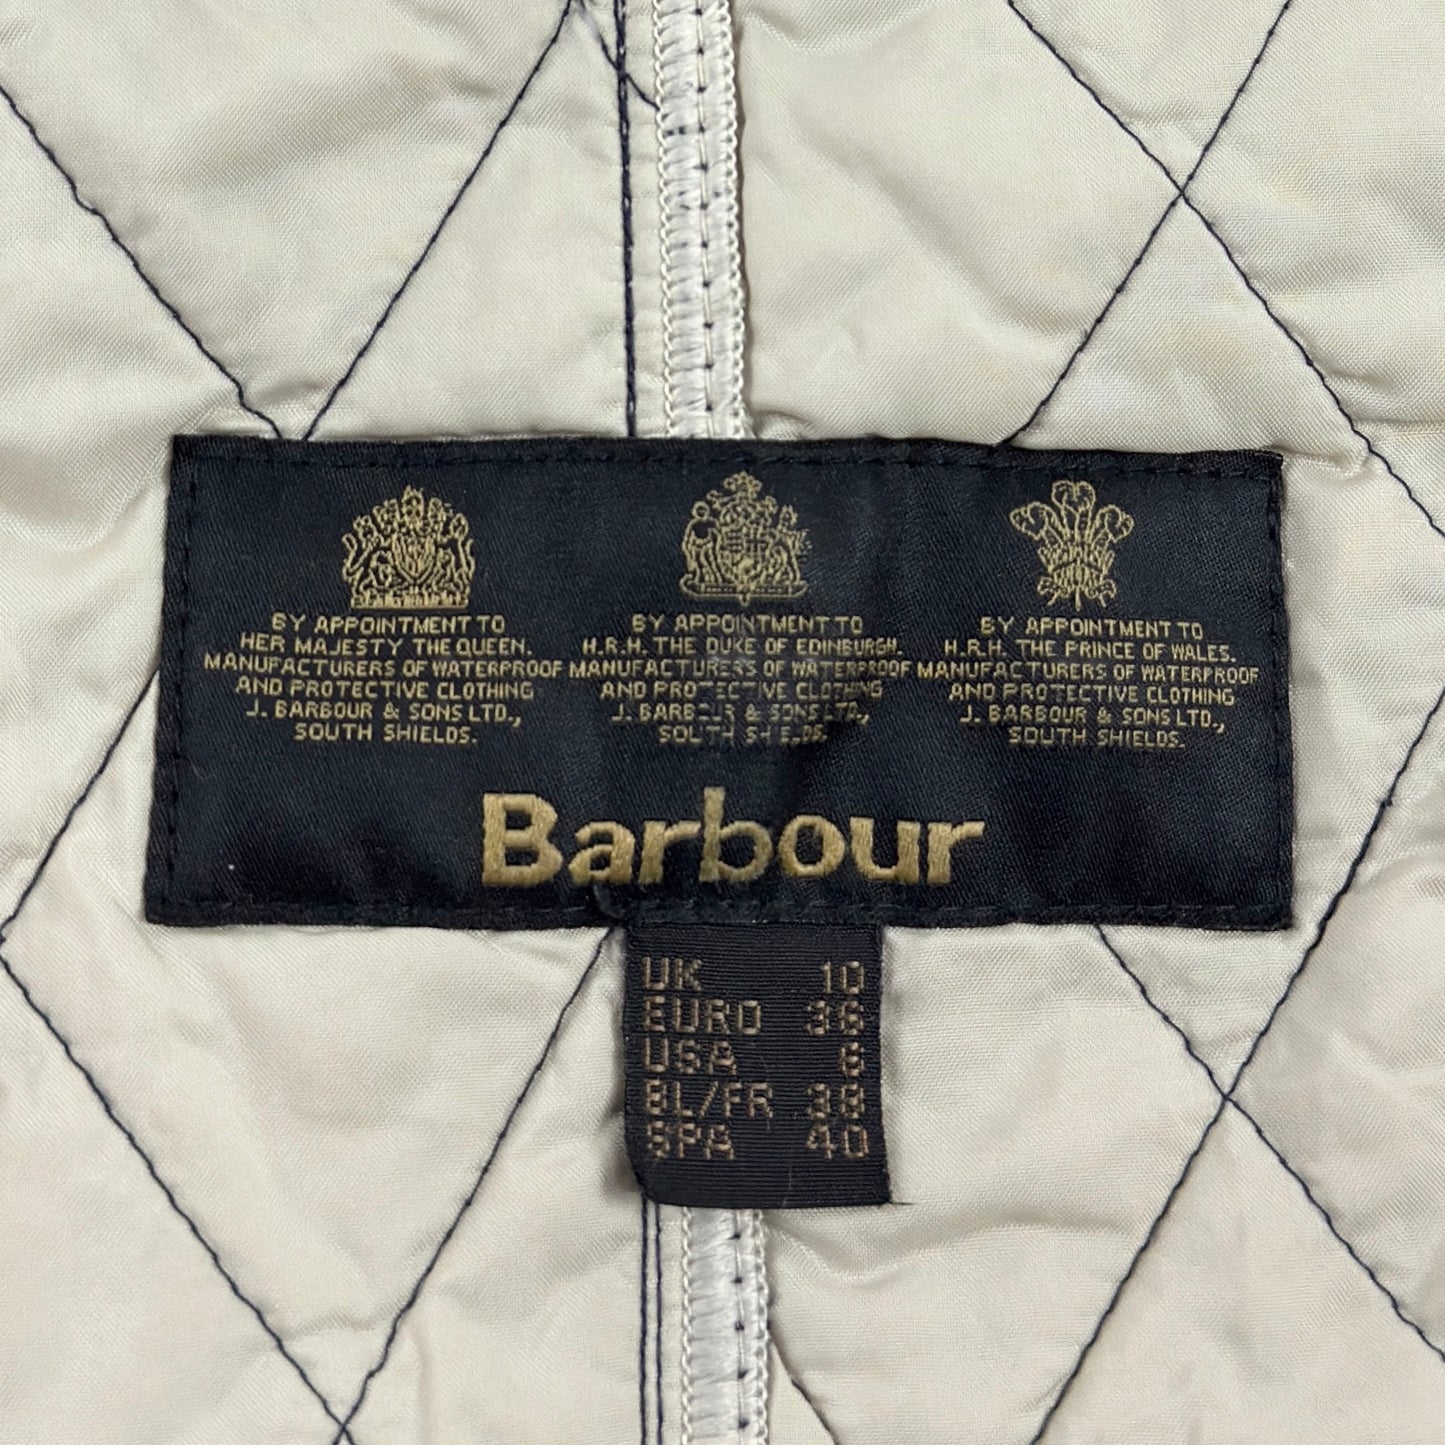 BY APPOINTMENT TO
HER MAJESTY THE QUEEN.
MANUFACTURERS OF WATERPROOF
AND PROTECTIVE CLOTHING
J. BARBOUR & SONS LTD.,
SOUTH SHIELDS.
BY APPOINTMENT TO
H.R.H. THE DUKE OF EDINBURGH.
MANUFACTURERS OF WATERPROOF
AND PROTECTIVE CLOTHING
J. BARBOUR & SONS LTD.,
SOUTH SHIELDS.
BY APPOINTMENT TO
H.R.H. THE PRINCE OF WALES.
MANUFACTURERS OF WATERPROOF
AND PROTECTIVE CLOTHING
J. BARBOUR & SONS LTD.,
SOUTH SHIELDS.
Barbour
UK 10
EURO 36
USA 6
BL/FR 38
SPA 40